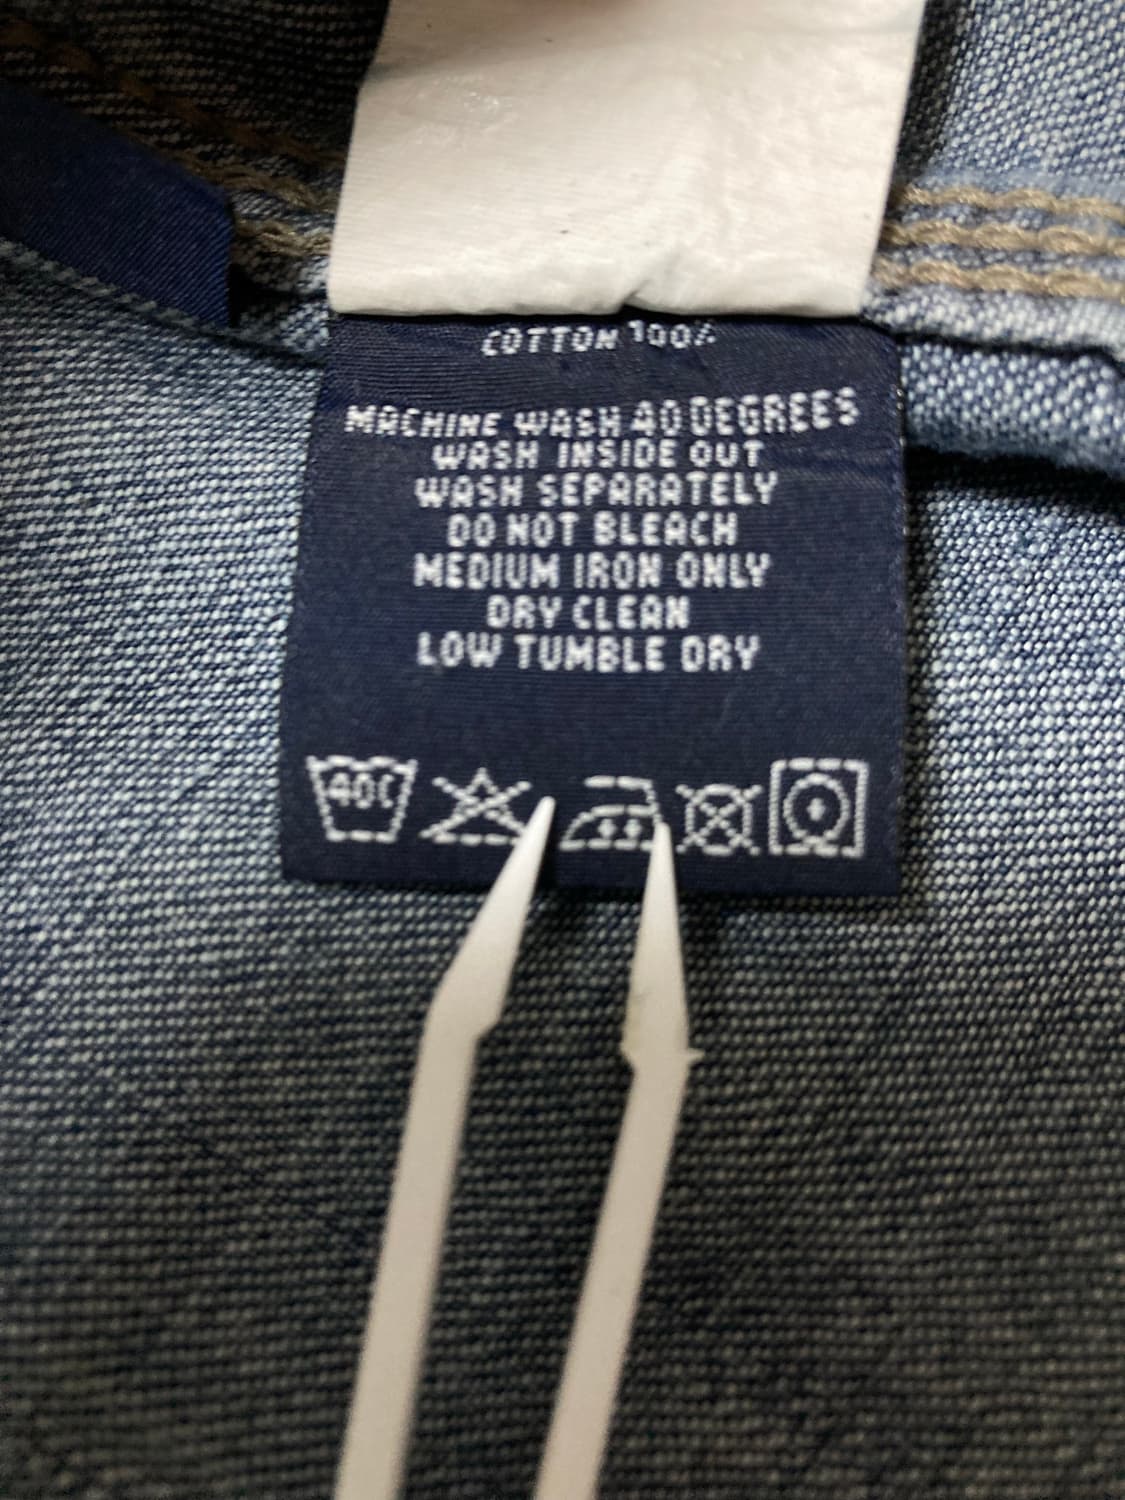 COTTON 100%
MACHINE WASH 40 DEGREES
WASH INSIDE OUT
WASH SEPARATELY
DO NOT BLEACH
MEDIUM IRON ONLY
DRY CLEAN
LOW TUMBLE DRY
40C